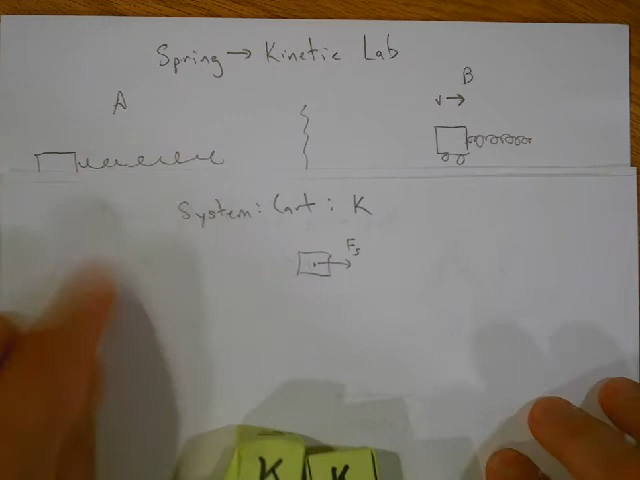 Spring → Kinetic Lab
A
B
v →
System: Cart: K
Fs
K K